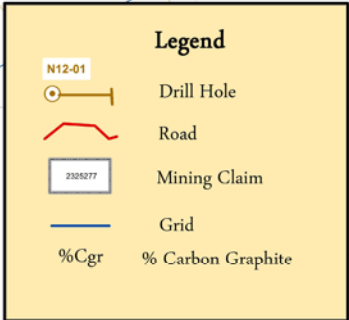 Legend
N12-01
Drill Hole
Road
2325277 Mining Claim
Grid
%Cgr % Carbon Graphite